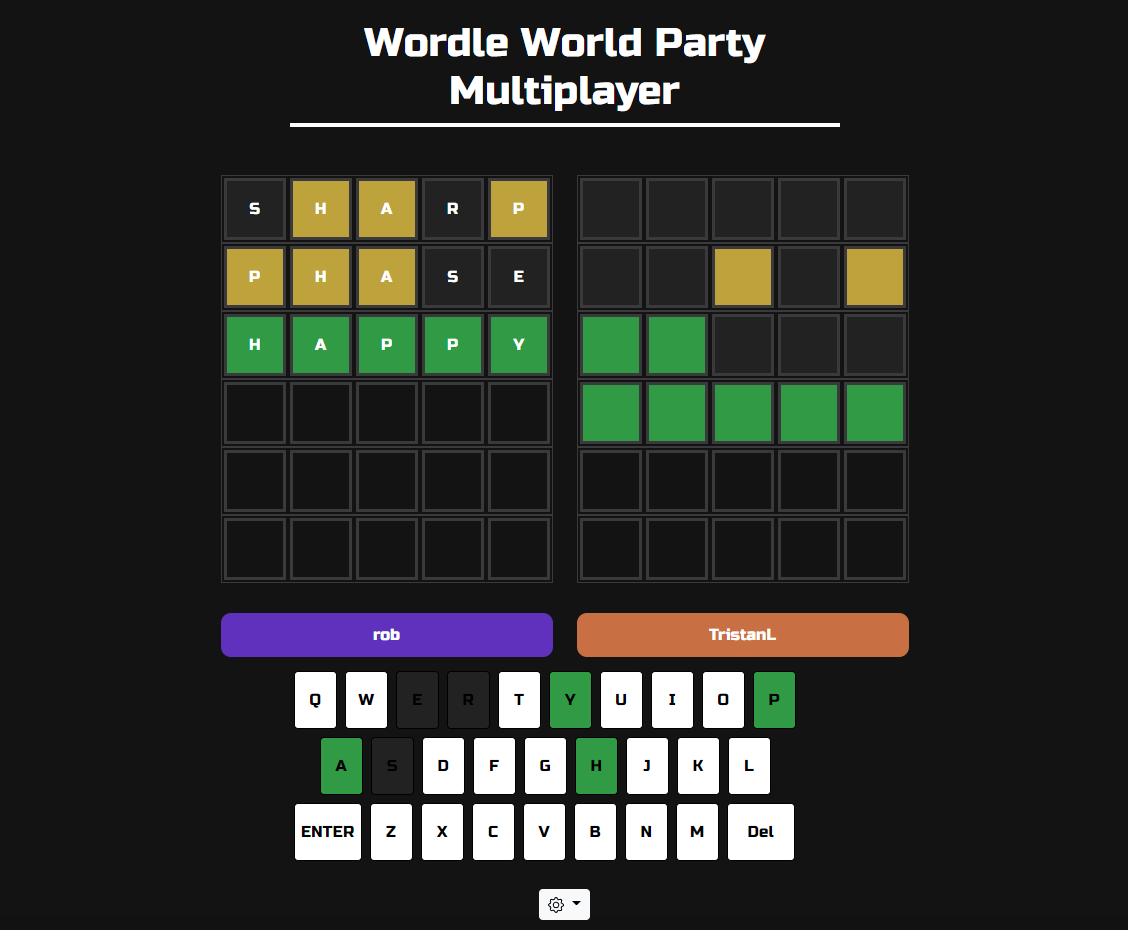 Wordle World Party
Multiplayer
S H A R P
P H A S E
H A P P Y
rob TristanL
Q W E R T Y U I O P
A S D F G H J K L
ENTER Z X C V B N M Del